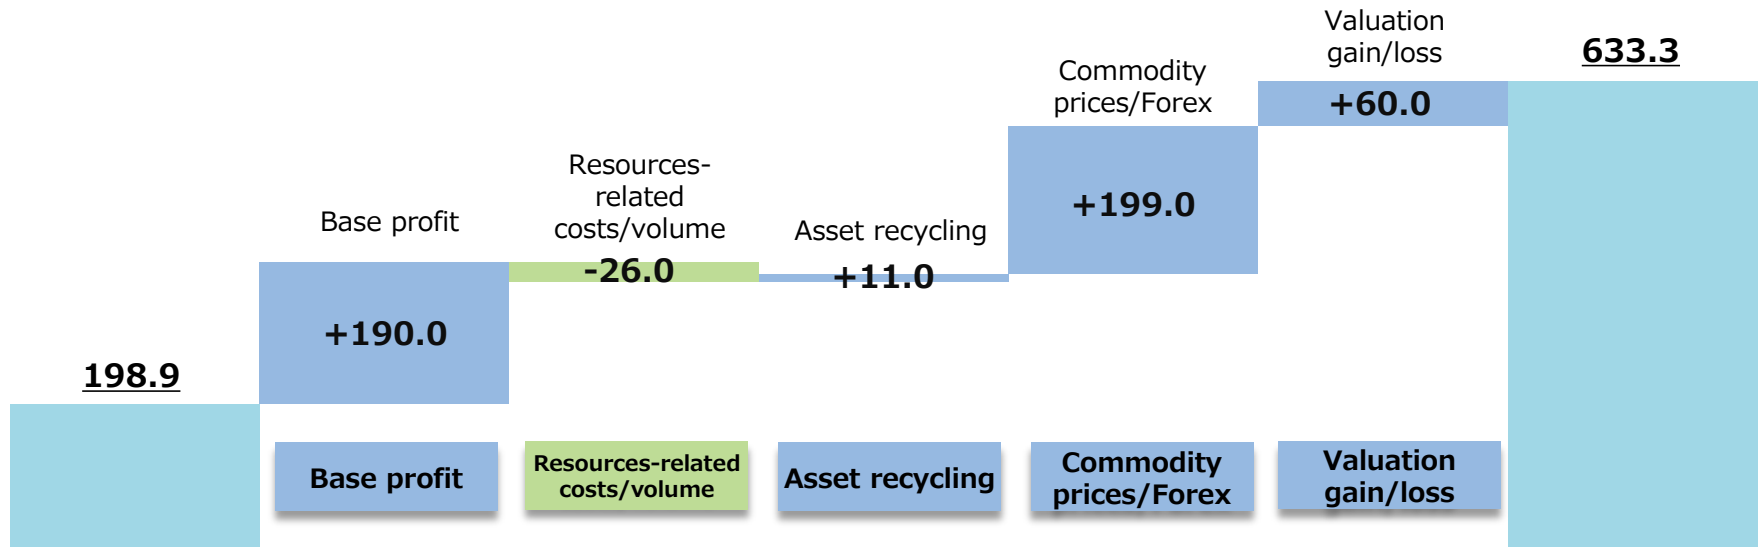 198.9
Base profit
+190.0
Resources-
related
costs/volume
-26.0
Asset recycling
+11.0
Commodity
prices/Forex
+199.0
Valuation
gain/loss
+60.0
633.3
Base profit
Resources-related
costs/volume
Asset recycling
Commodity
prices/Forex
Valuation
gain/loss